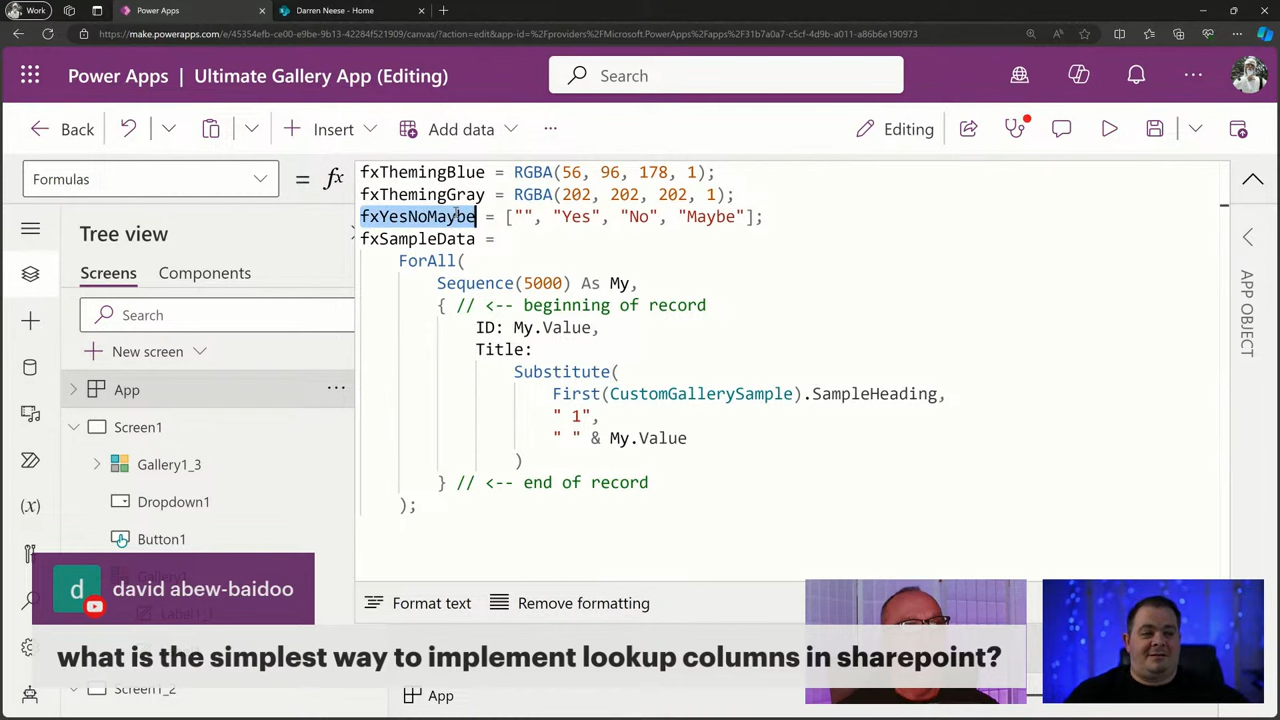 Work
Power Apps
Darren Neese - Home
https://make.powerapps.com/e/45354efb-ce00-e9be-9b13-42284f521909/canvas/?action=edit&app-id=%2Fproviders%2FMicrosoft.PowerApps%2Fapps%2F31b7a0a7-c5cf-4d9b-a011-a86b6e190973
Power Apps | Ultimate Gallery App (Editing)
Search
Back
Insert
Add data
Editing
Formulas
= fx
fxThemingBlue = RGBA(56, 96, 178, 1);
fxThemingGray = RGBA(202, 202, 202, 1);
fxYesNoMaybe = ["", "Yes", "No", "Maybe"];
fxSampleData =
ForAll(
Sequence(5000) As My,
{ // <-- beginning of record
ID: My.Value,
Title:
Substitute(
First(CustomGallerySample).SampleHeading,
" 1",
" " & My.Value
)
} // <-- end of record
);
Tree view
Screens
Components
Search
New screen
App
Screen1
Gallery1_3
Dropdown1
Button1
Screen1_2
APP OBJECT
Format text
Remove formatting
d
david abew-baidoo
what is the simplest way to implement lookup columns in sharepoint?
App